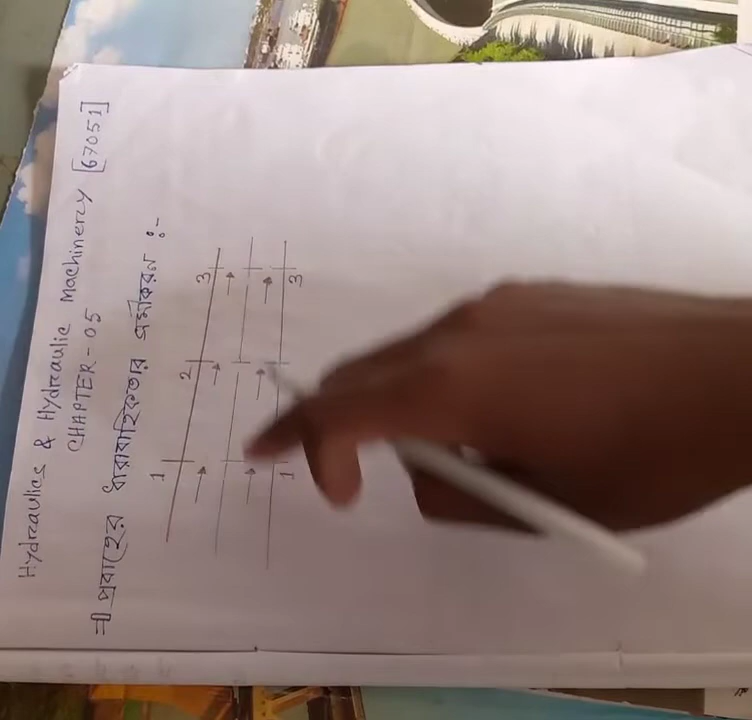 Hydraulics & Hydraulic Machinery [67051]
CHAPTER-05
⇒ প্রবাহের ধারাবাহিকতার সমীকরণ :-
1 2 3
1 3